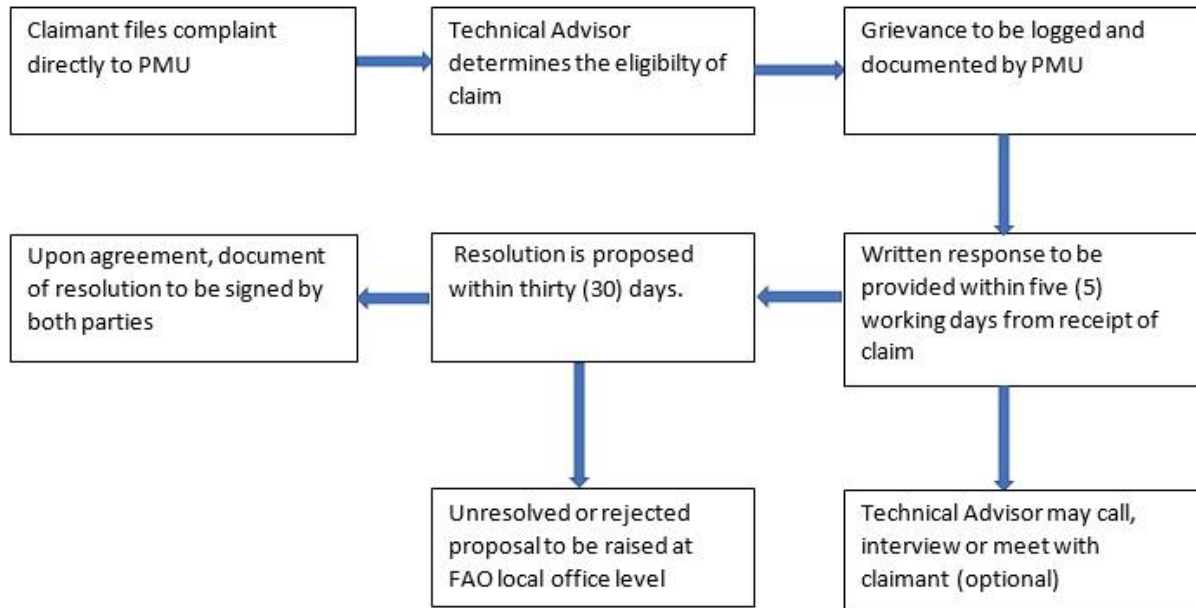 Claimant files complaint
directly to PMU
Technical Advisor
determines the eligibilty of
claim
Grievance to be logged and
documented by PMU
Written response to be
provided within five (5)
working days from receipt of
claim
Resolution is proposed
within thirty (30) days.
Upon agreement, document
of resolution to be signed by
both parties
Unresolved or rejected
proposal to be raised at
FAO local office level
Technical Advisor may call,
interview or meet with
claimant (optional)